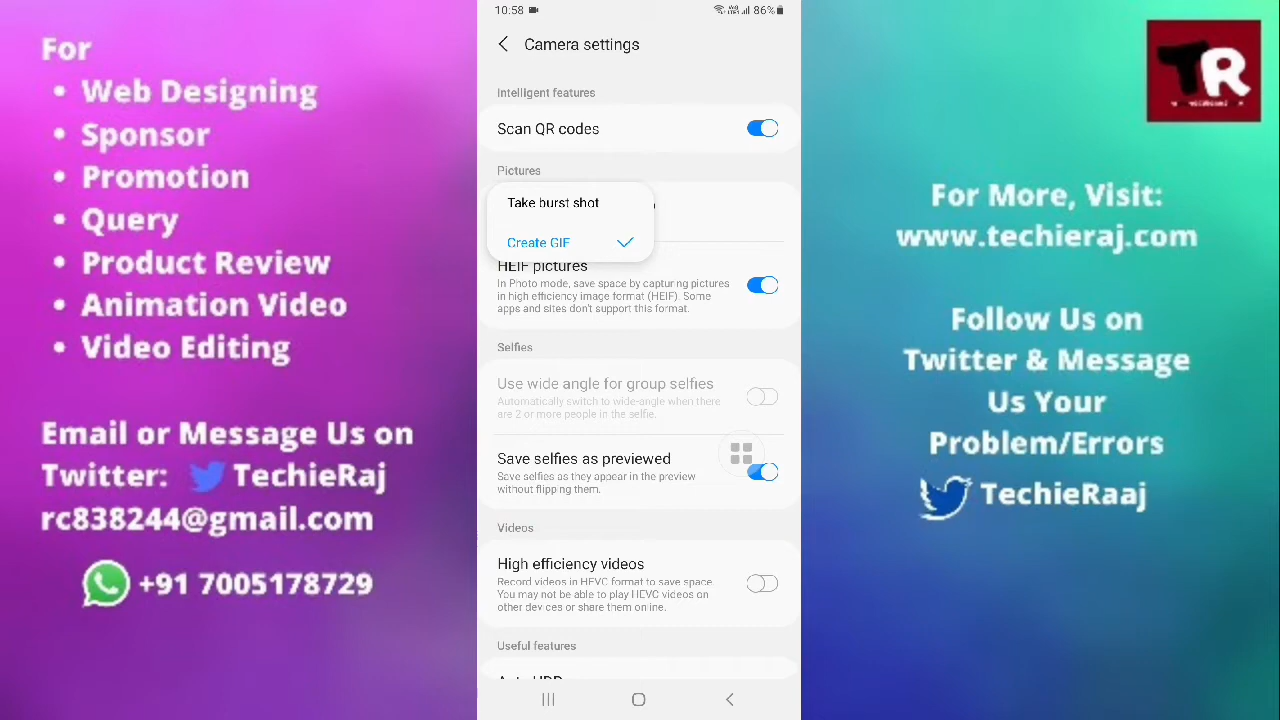 For
• Web Designing
• Sponsor
• Promotion
• Query
• Product Review
• Animation Video
• Video Editing
Email or Message Us on
Twitter: TechieRaj
rc838244@gmail.com
+91 7005178729
10:58
86%
Camera settings
Intelligent features
Scan QR codes
Pictures
Take burst shot
Create GIF
HEIF pictures
In Photo mode, save space by capturing pictures
in high efficiency image format (HEIF). Some
apps and sites don't support this format.
Selfies
Use wide angle for group selfies
Automatically switch to wide-angle when there
are 2 or more people in the selfie.
Save selfies as previewed
Save selfies as they appear in the preview
without flipping them.
Videos
High efficiency videos
Record videos in HEVC format to save space.
You may not be able to play HEVC videos on
other devices or share them online.
Useful features
Auto HDR
TR
For More, Visit:
www.techieraj.com
Follow Us on
Twitter & Message
Us Your
Problem/Errors
TechieRaaj